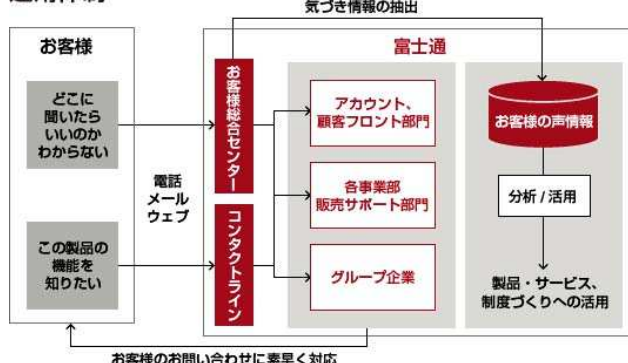 気づき情報の抽出
お客様
富士通
どこに
聞いたら
いいのか
わからない
この製品の
機能を
知りたい
電話
メール
ウェブ
お客様総合センター
コンタクトライン
アカウント、
顧客フロント部門
各事業部
販売サポート部門
グループ企業
お客様の声情報
分析 / 活用
製品・サービス、
制度づくりへの活用
お客様のお問い合わせに素早く対応